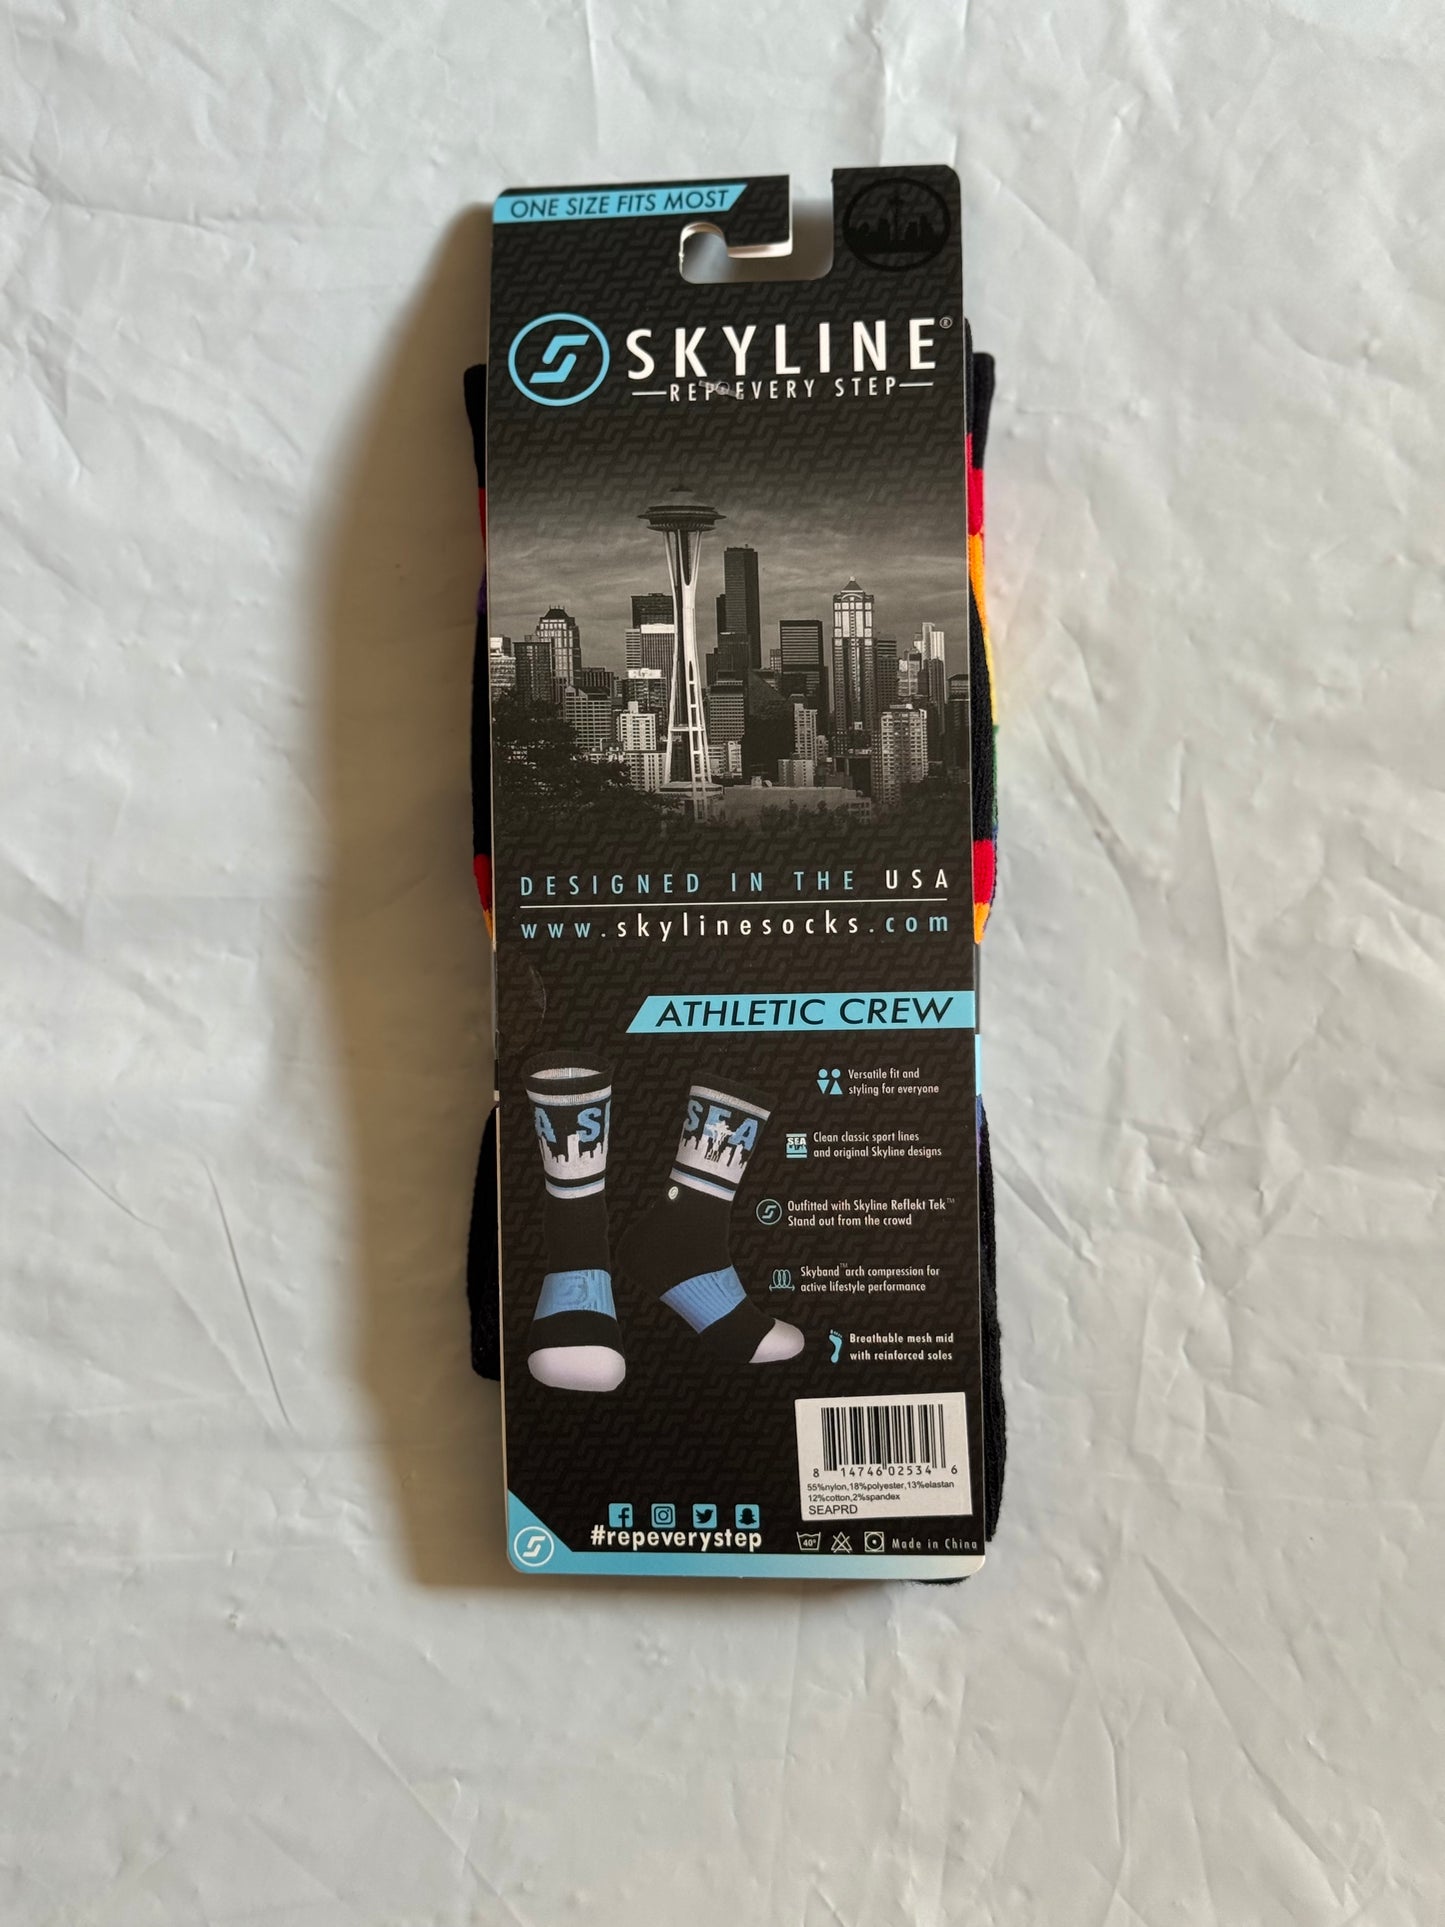 ONE SIZE FITS MOST
SKYLINE®
REP EVERY STEP
DESIGNED IN THE USA
www.skylinesocks.com
ATHLETIC CREW
Versatile fit and
styling for everyone
SEA
Clean classic sport lines
and original Skyline designs
Outfitted with Skyline Reflekt Tek™
Stand out from the crowd
Skyband™ arch compression for
active lifestyle performance
Breathable mesh mid
with reinforced soles
A S
SEA
8 14746 02534 6
55%nylon,18%polyester,13%elastan
12%cotton,2%spandex
SEAPRD
#repeverystep
40°
Made in China